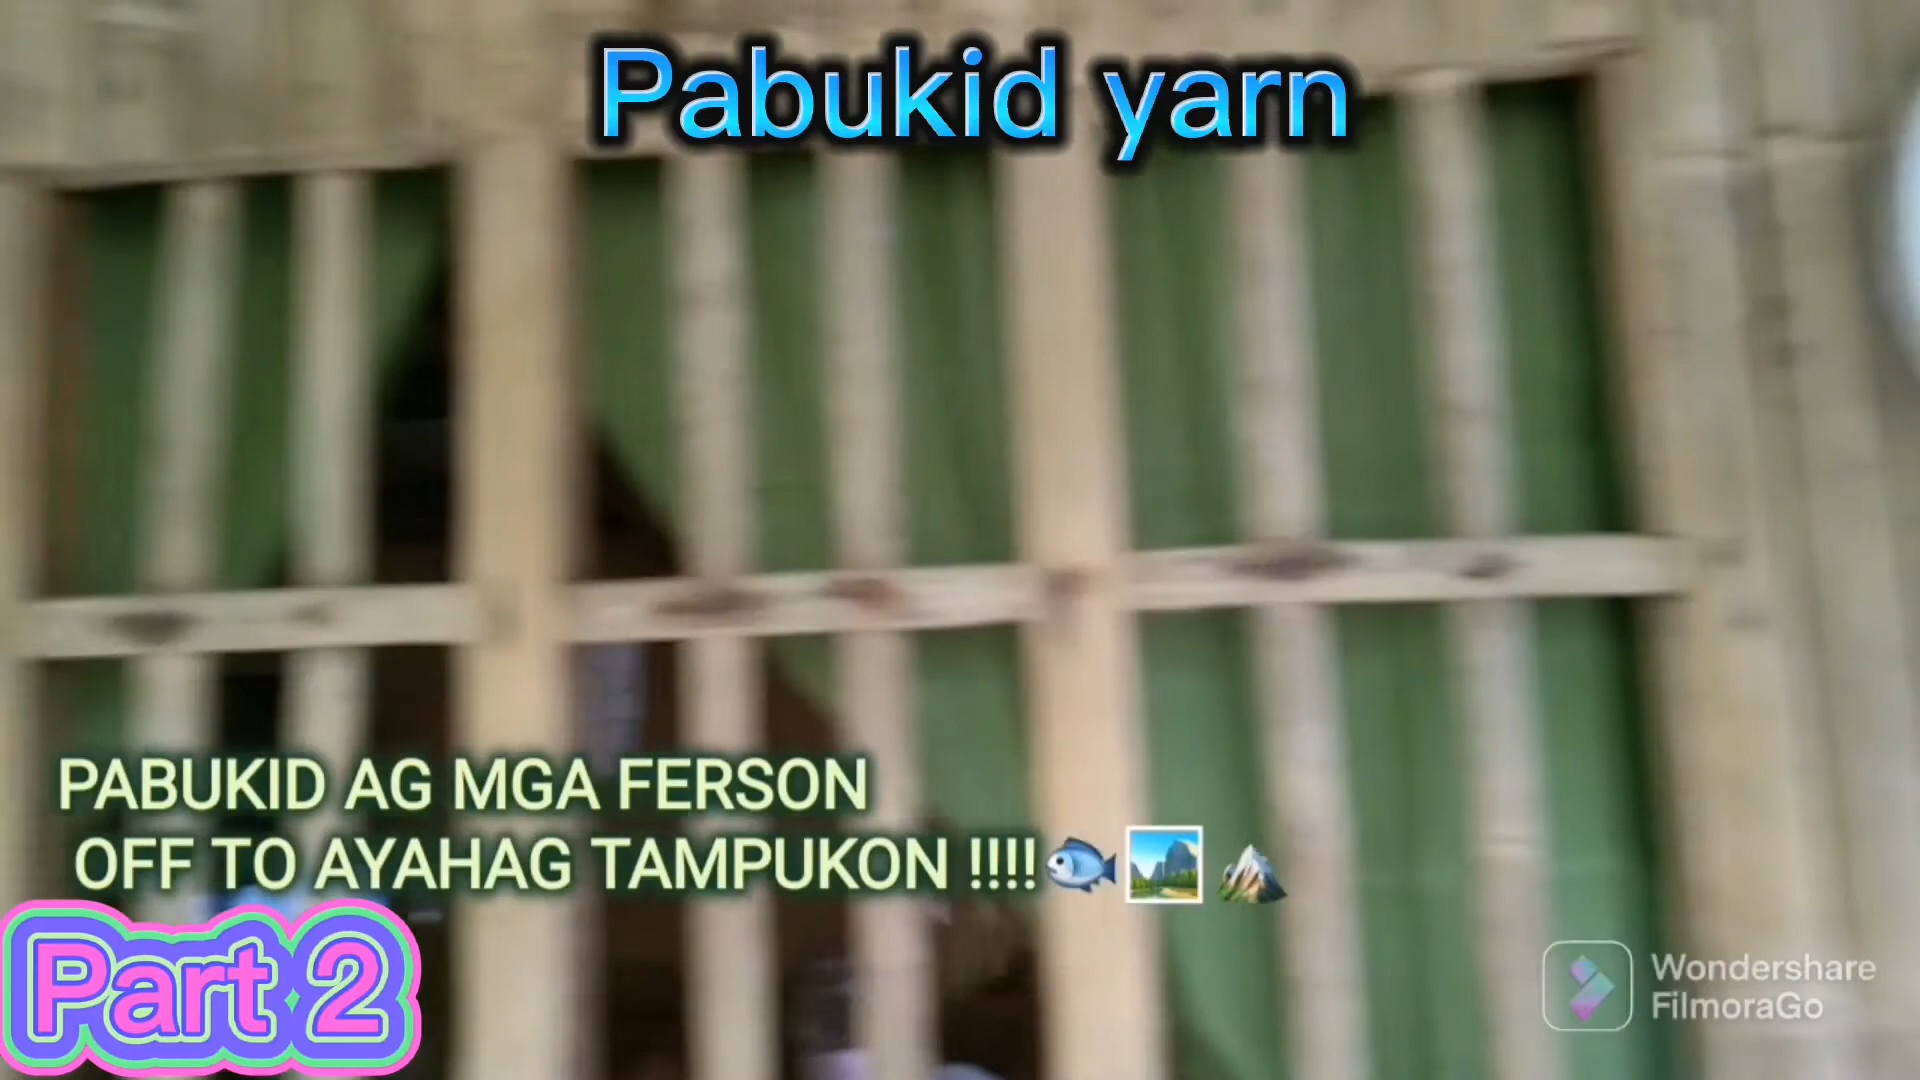 Pabukid yarn
PABUKID AG MGA FERSON
OFF TO AYAHAG TAMPUKON !!!!🐟🏞️⛰️
Part 2
Wondershare
FilmoraGo